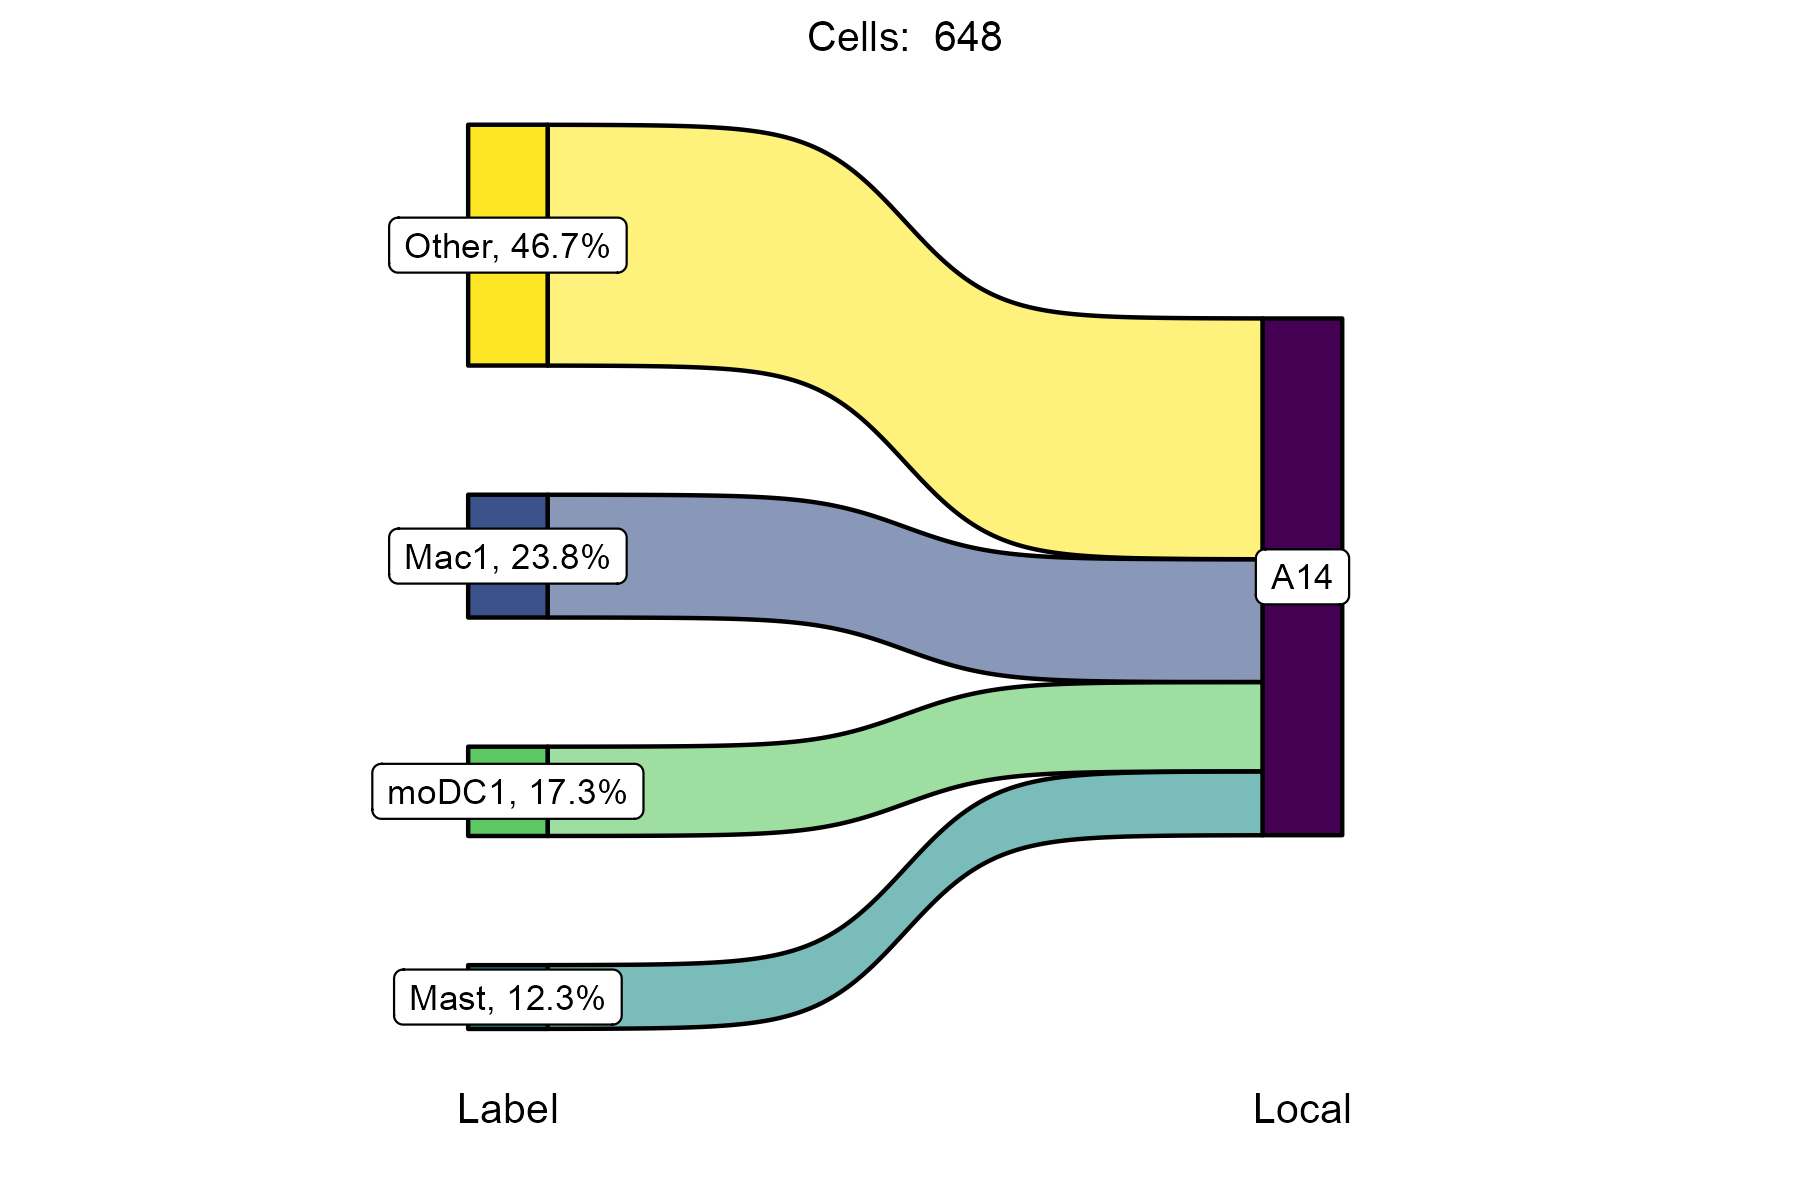 Cells:  648
Other, 46.7%
Mac1, 23.8%
A14
moDC1, 17.3%
Mast, 12.3%
Label
Local